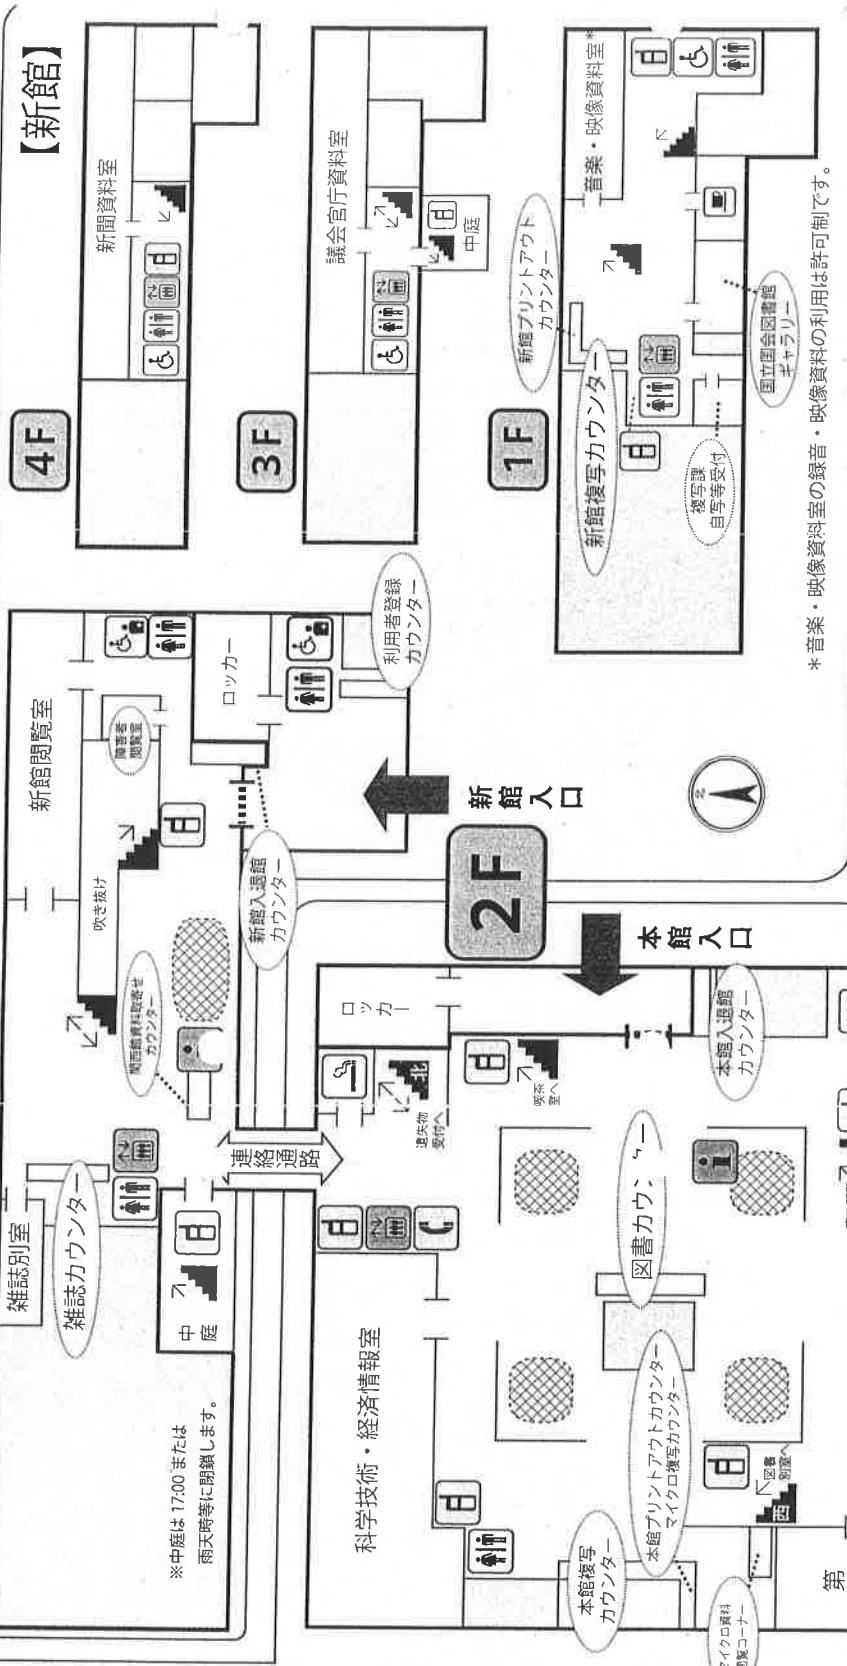 【新館】
4F
新聞資料室
3F
議会官庁資料室
中庭
1F
音楽・映像資料室*
新館プリントアウト
カウンター
新館複写カウンター
複写課
自写等受付
国立国会図書館
ギャラリー
*音楽・映像資料室の録音・映像資料の利用は許可制です。
新館閲覧室
障害者
閲覧室
ロッカー
利用者登録
カウンター
吹き抜け
新館入退館
カウンター
新館入口
関西館資料取寄せ
カウンター
雑誌別室
雑誌カウンター
中庭
※中庭は17:00または
雨天時等に閉鎖します。
連絡通路
2F
本館入口
ロッカー
本館入退館
カウンター
北
遺失物
受付へ
喫茶
室へ
科学技術・経済情報室
図書カウン
本館プリントアウトカウンター
マイクロ複写カウンター
本館複写
カウンター
西
図書
別室へ
マイクロ資料
閲覧コーナー
第